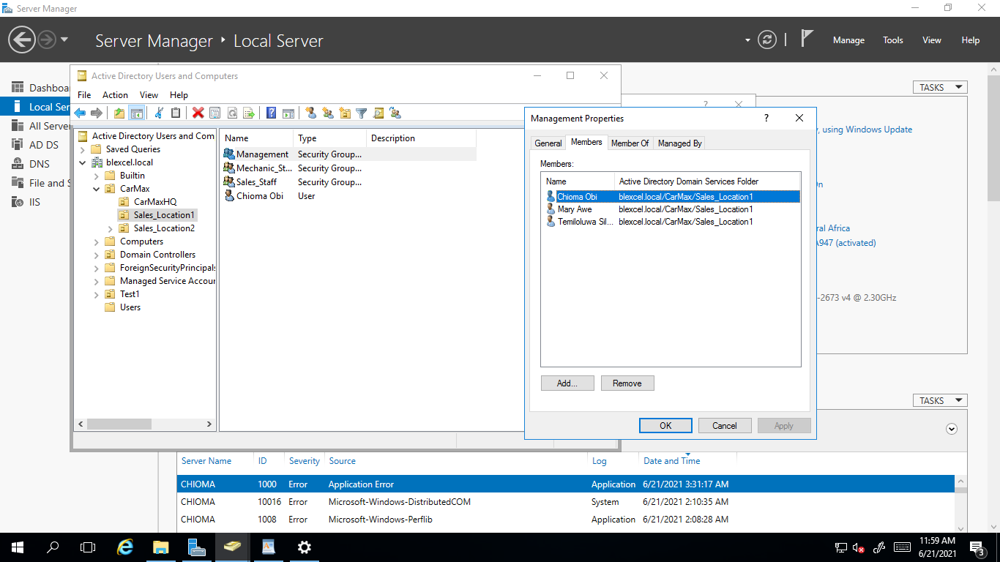 Server Manager
Server Manager ‣ Local Server
Manage Tools View Help
Dashboa
Local Ser
All Server
AD DS
DNS
File and S
IIS
TASKS
, using Windows Update
On
ral Africa
A947 (activated)
-2673 v4 @ 2.30GHz
TASKS
Active Directory Users and Computers
File Action View Help
Active Directory Users and Com
Saved Queries
blexcel.local
Builtin
CarMax
CarMaxHQ
Sales_Location1
Sales_Location2
Computers
Domain Controllers
ForeignSecurityPrincipals
Managed Service Accoun
Test1
Users
Name Type Description
Management Security Group...
Mechanic_St... Security Group...
Sales_Staff Security Group...
Chioma Obi User
?
Management Properties ?
General Members Member Of Managed By
Members:
Name Active Directory Domain Services Folder
Chioma Obi blexcel.local/CarMax/Sales_Location1
Mary Awe blexcel.local/CarMax/Sales_Location1
Temiloluwa Sil... blexcel.local/CarMax/Sales_Location1
Add... Remove
OK Cancel Apply
Server Name ID Severity Source Log Date and Time
CHIOMA 1000 Error Application Error Application 6/21/2021 3:31:17 AM
CHIOMA 10016 Error Microsoft-Windows-DistributedCOM System 6/21/2021 2:10:35 AM
CHIOMA 1008 Error Microsoft-Windows-Perflib Application 6/21/2021 2:08:28 AM
11:59 AM
6/21/2021
3